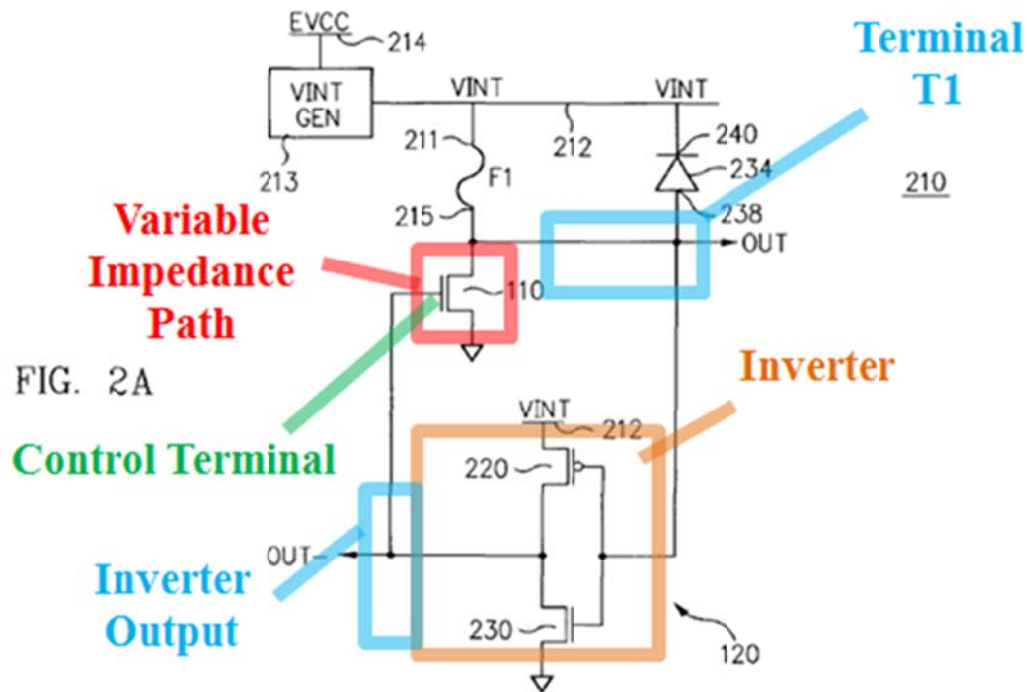 EVCC
214
Terminal
T1
VINT
GEN
VINT
VINT
213
211
212
240
234
F1
210
215
238
OUT
Variable
Impedance
Path
110
FIG. 2A
Inverter
Control Terminal
VINT
212
220
OUT-
Inverter
Output
230
120